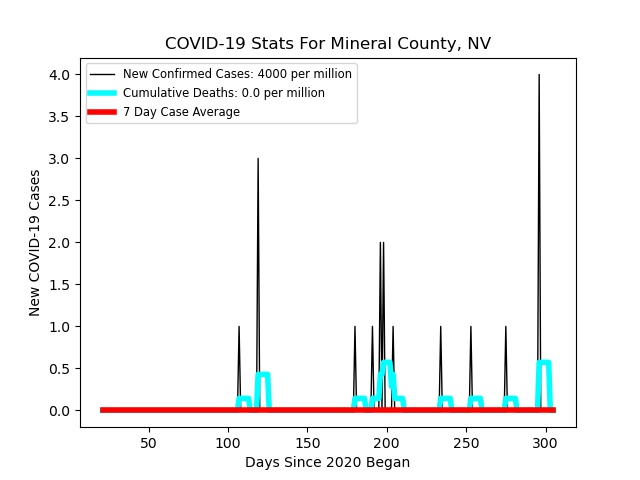 COVID-19 Stats For Mineral County, NV
New Confirmed Cases: 4000 per million
Cumulative Deaths: 0.0 per million
7 Day Case Average
4.0
3.5
3.0
2.5
2.0
1.5
1.0
0.5
0.0
New COVID-19 Cases
50 100 150 200 250 300
Days Since 2020 Began